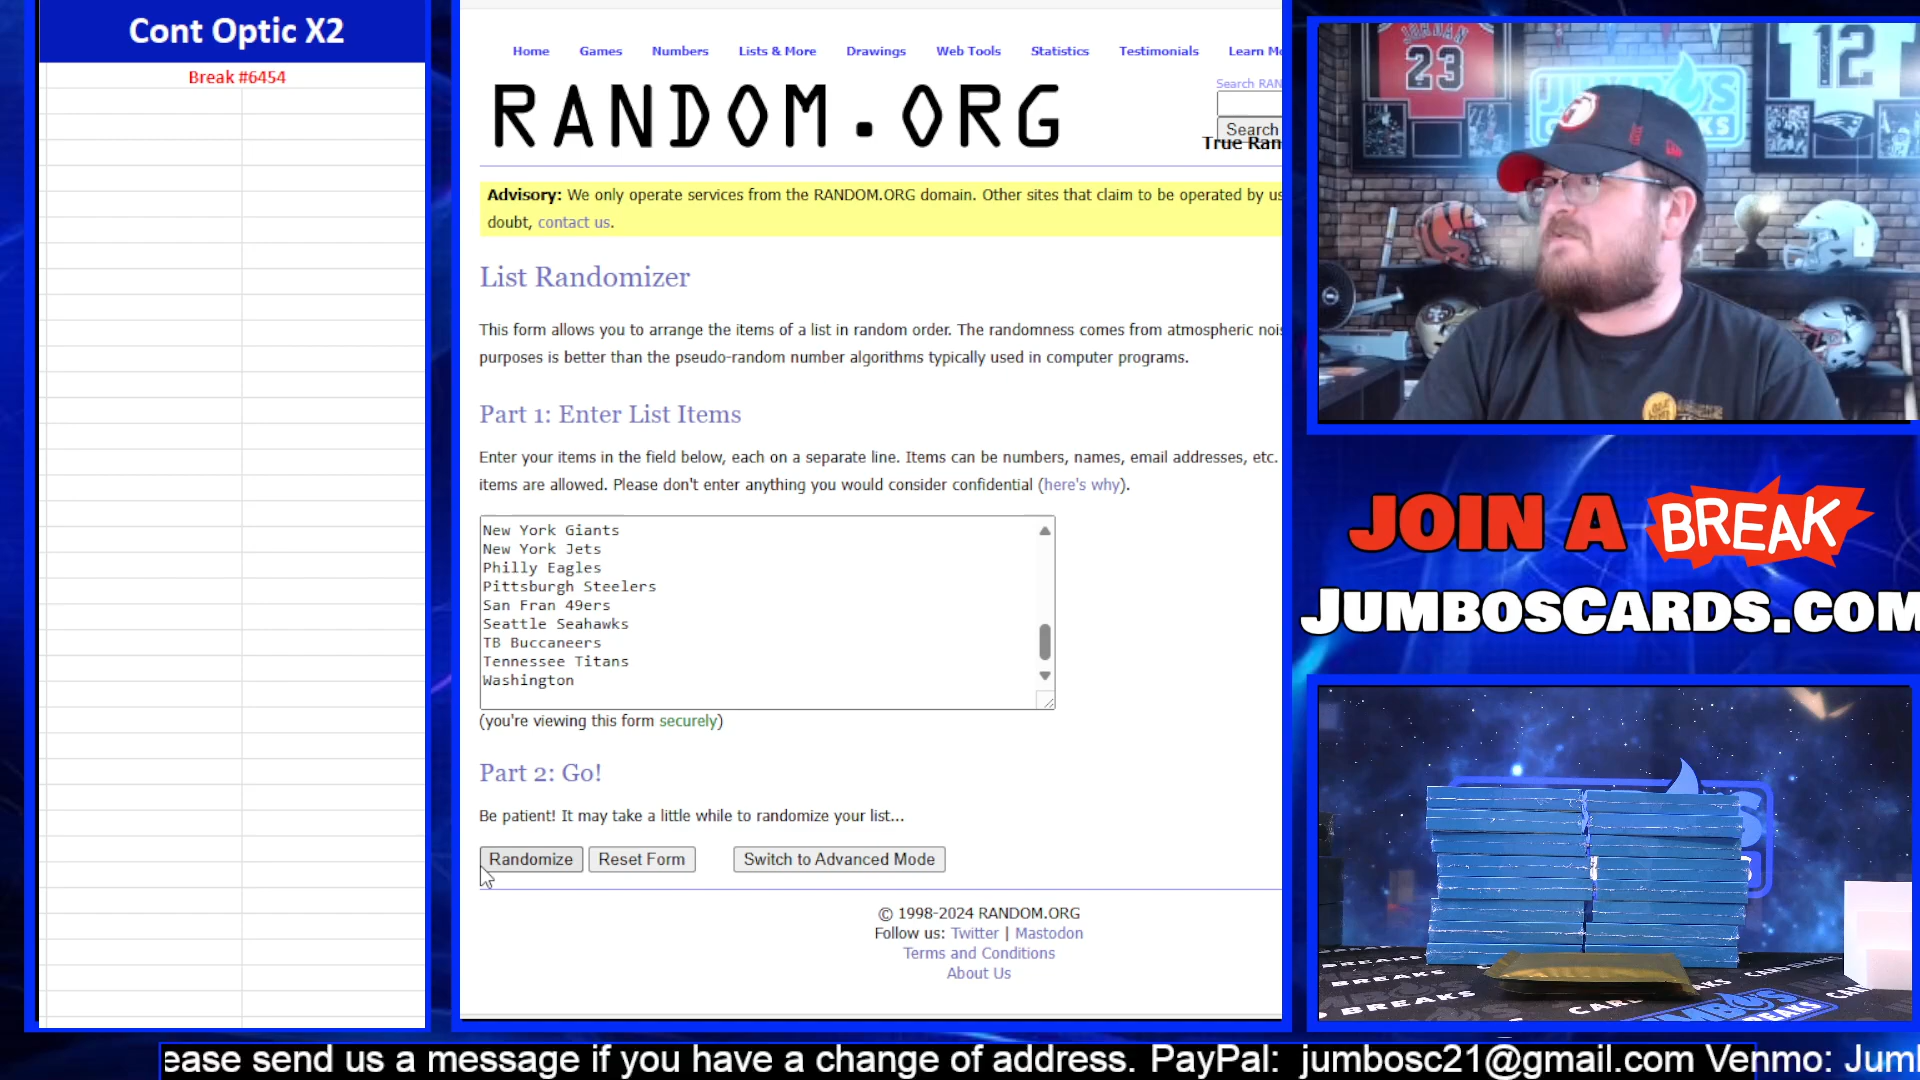 Cont Optic X2
Break #6454
Home Games Numbers Lists & More Drawings Web Tools Statistics Testimonials Learn Mo
RANDOM.ORG
Search RAN
Search
True Ran
Advisory: We only operate services from the RANDOM.ORG domain. Other sites that claim to be operated by us
doubt, contact us.
List Randomizer
This form allows you to arrange the items of a list in random order. The randomness comes from atmospheric nois
purposes is better than the pseudo-random number algorithms typically used in computer programs.
Part 1: Enter List Items
Enter your items in the field below, each on a separate line. Items can be numbers, names, email addresses, etc.
items are allowed. Please don't enter anything you would consider confidential (here's why).
New York Giants
New York Jets
Philly Eagles
Pittsburgh Steelers
San Fran 49ers
Seattle Seahawks
TB Buccaneers
Tennessee Titans
Washington
(you're viewing this form securely)
Part 2: Go!
Be patient! It may take a little while to randomize your list...
Randomize Reset Form Switch to Advanced Mode
© 1998-2024 RANDOM.ORG
Follow us: Twitter | Mastodon
Terms and Conditions
About Us
JORDAN
23
12
JOIN A BREAK
JUMBOSCARDS.COM
BREAKS
CARD
BREAKS
ease send us a message if you have a change of address. PayPal: jumbosc21@gmail.com Venmo: Juml